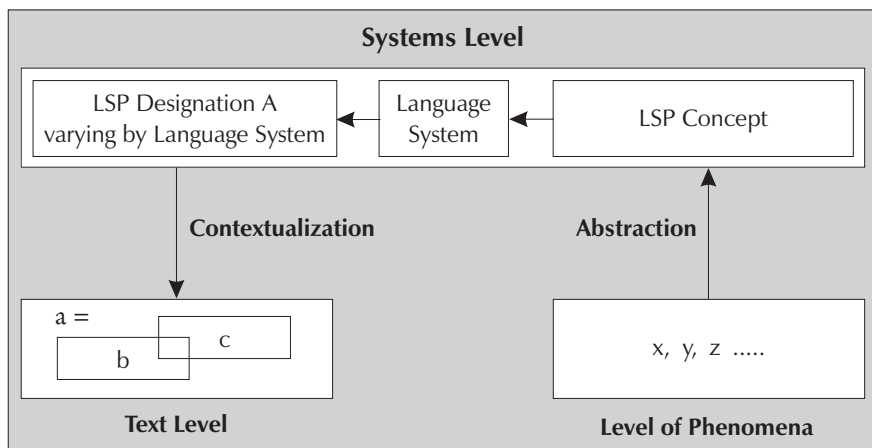 Systems Level
LSP Designation A
varying by Language System
Language
System
LSP Concept
Contextualization
Abstraction
a =
b
c
x, y, z .....
Text Level
Level of Phenomena